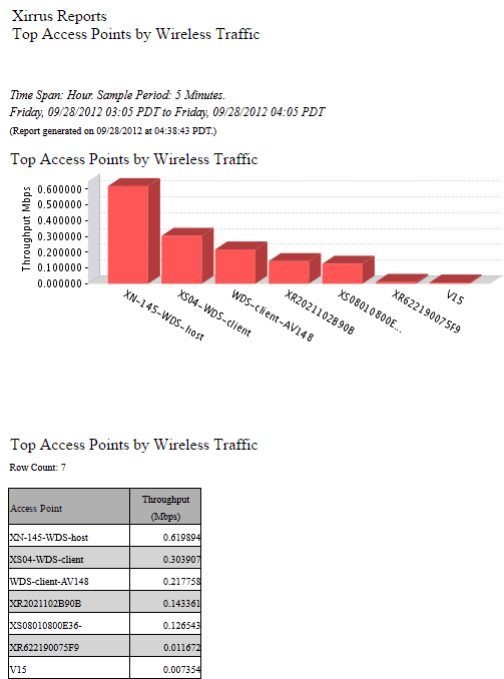 Xirrus Reports
Top Access Points by Wireless Traffic
Time Span: Hour. Sample Period: 5 Minutes.
Friday, 09/28/2012 03:05 PDT to Friday, 09/28/2012 04:05 PDT
(Report generated on 09/28/2012 at 04:38:43 PDT.)
Top Access Points by Wireless Traffic
Throughput Mbps
0.600000
0.500000
0.400000
0.300000
0.200000
0.100000
0.000000
XN-145-WDS-host
XS04-WDS-client
WDS-client-AV148
XR2021102B90B
XS08010800E...
XR622190075F9
V15
Top Access Points by Wireless Traffic
Row Count: 7
Access Point
Throughput
(Mbps)
XN-145-WDS-host 0.619894
XS04-WDS-client 0.303907
WDS-client-AV148 0.217758
XR2021102B90B 0.143361
XS08010800E36- 0.126543
XR622190075F9 0.011672
V15 0.007354